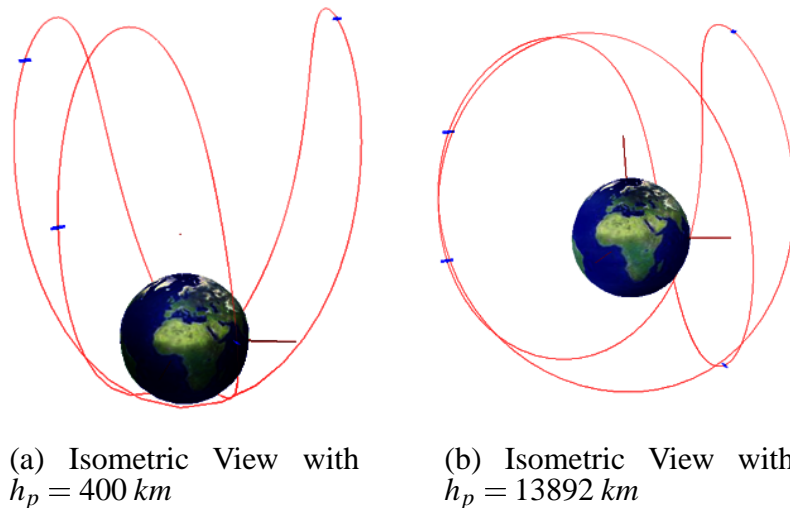 (a) Isometric View with
h_p = 400 km
(b) Isometric View with
h_p = 13892 km